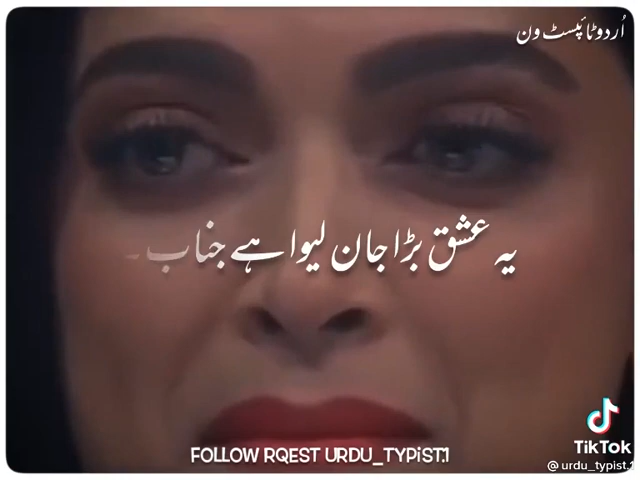 اُردو ٹائپسٹ ون
یہ عشق بڑا جان لیوا ہے جناب۔
FOLLOW RQEST URDU_TYPiST.1
TikTok
@urdu_typist.1